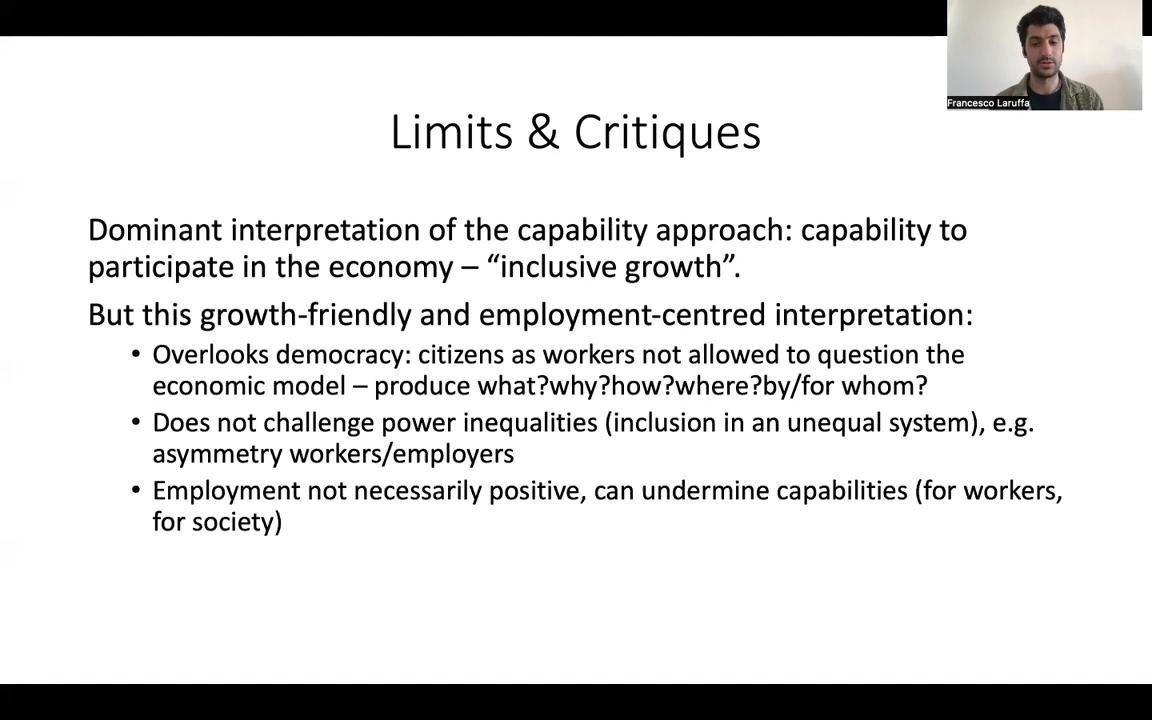 Francesco Laruffa
Limits & Critiques
Dominant interpretation of the capability approach: capability to
participate in the economy – “inclusive growth”.
But this growth-friendly and employment-centred interpretation:
• Overlooks democracy: citizens as workers not allowed to question the
economic model – produce what?why?how?where?by/for whom?
• Does not challenge power inequalities (inclusion in an unequal system), e.g.
asymmetry workers/employers
• Employment not necessarily positive, can undermine capabilities (for workers,
for society)